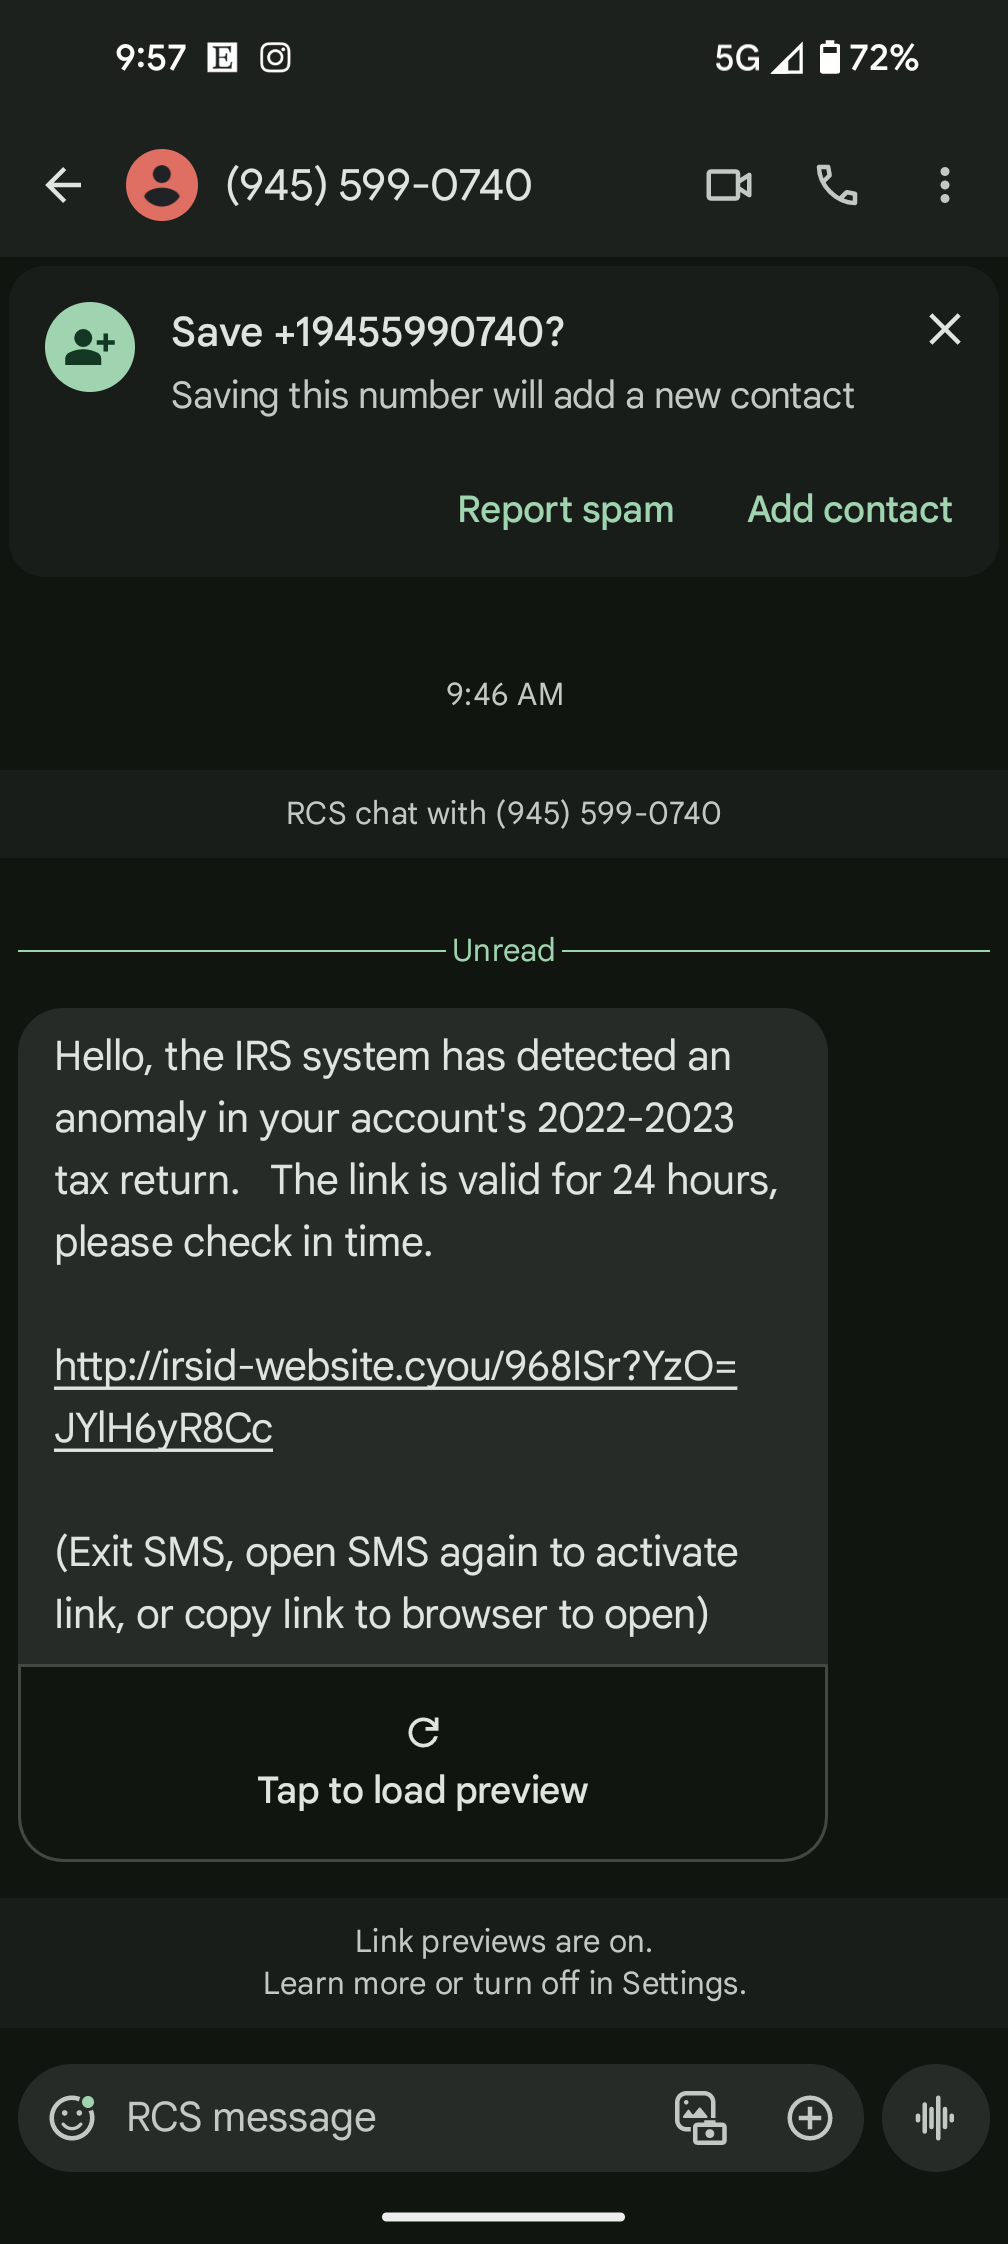 9:57 E 5G 72%
(945) 599-0740
Save +19455990740?
Saving this number will add a new contact
Report spam Add contact
9:46 AM
RCS chat with (945) 599-0740
Unread
Hello, the IRS system has detected an
anomaly in your account's 2022-2023
tax return.   The link is valid for 24 hours,
please check in time.
http://irsid-website.cyou/968ISr?YzO=
JYlH6yR8Cc
(Exit SMS, open SMS again to activate
link, or copy link to browser to open)
Tap to load preview
Link previews are on.
Learn more or turn off in Settings.
RCS message